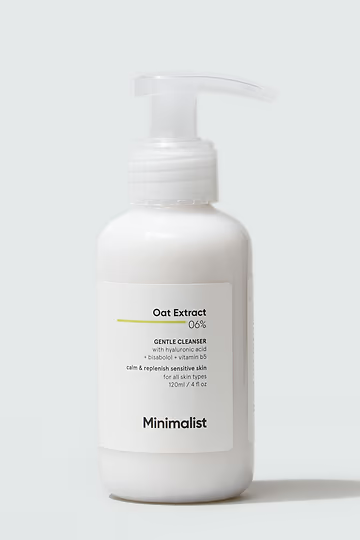 Oat Extract
06%
GENTLE CLEANSER
with hyaluronic acid
+ bisabolol + vitamin b5
calm & replenish sensitive skin
for all skin types
120ml / 4 fl oz
Minimalist